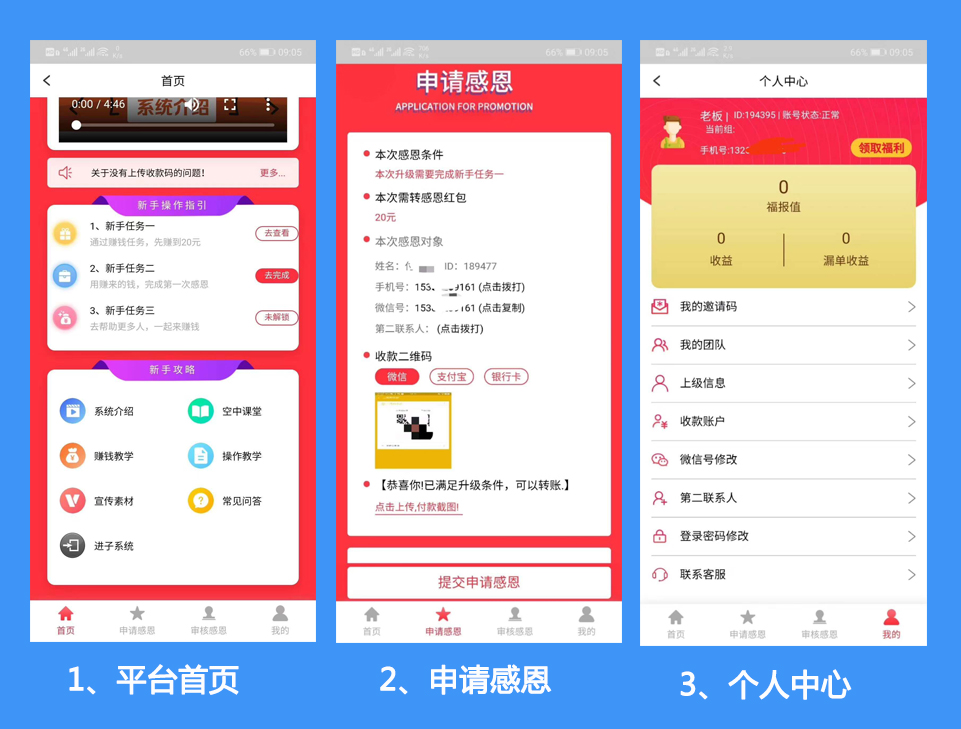 66% 09:05
首页
0:00 / 4:46
系统介绍
关于没有上传收款码的问题! 更多...
新手操作指引
1、新手任务一
通过赚钱任务，先赚到20元
去查看
2、新手任务二
用赚来的钱，完成第一次感恩
去完成
3、新手任务三
去帮助更多人，一起来赚钱
未解锁
新手攻略
系统介绍 空中课堂
赚钱教学 操作教学
宣传素材 常见问答
进子系统
首页 申请感恩 审核感恩 我的
1、平台首页
66% 09:05
申请感恩
APPLICATION FOR PROMOTION
本次感恩条件
本次升级需要完成新手任务一
本次需转感恩红包
20元
本次感恩对象
姓名： ID：189477
手机号：153 9161 (点击拨打)
微信号：153 161 (点击复制)
第二联系人： (点击拨打)
收款二维码
微信 支付宝 银行卡
【恭喜你!已满足升级条件，可以转账.】
点击上传,付款截图!
提交申请感恩
首页 申请感恩 审核感恩 我的
2、申请感恩
66% 09:05
个人中心
老板 | ID:194395 | 账号状态:正常
当前组:
手机号:132
领取福利
0
福报值
0 0
收益 漏单收益
我的邀请码
我的团队
上级信息
收款账户
微信号修改
第二联系人
登录密码修改
联系客服
首页 申请感恩 审核感恩 我的
3、个人中心